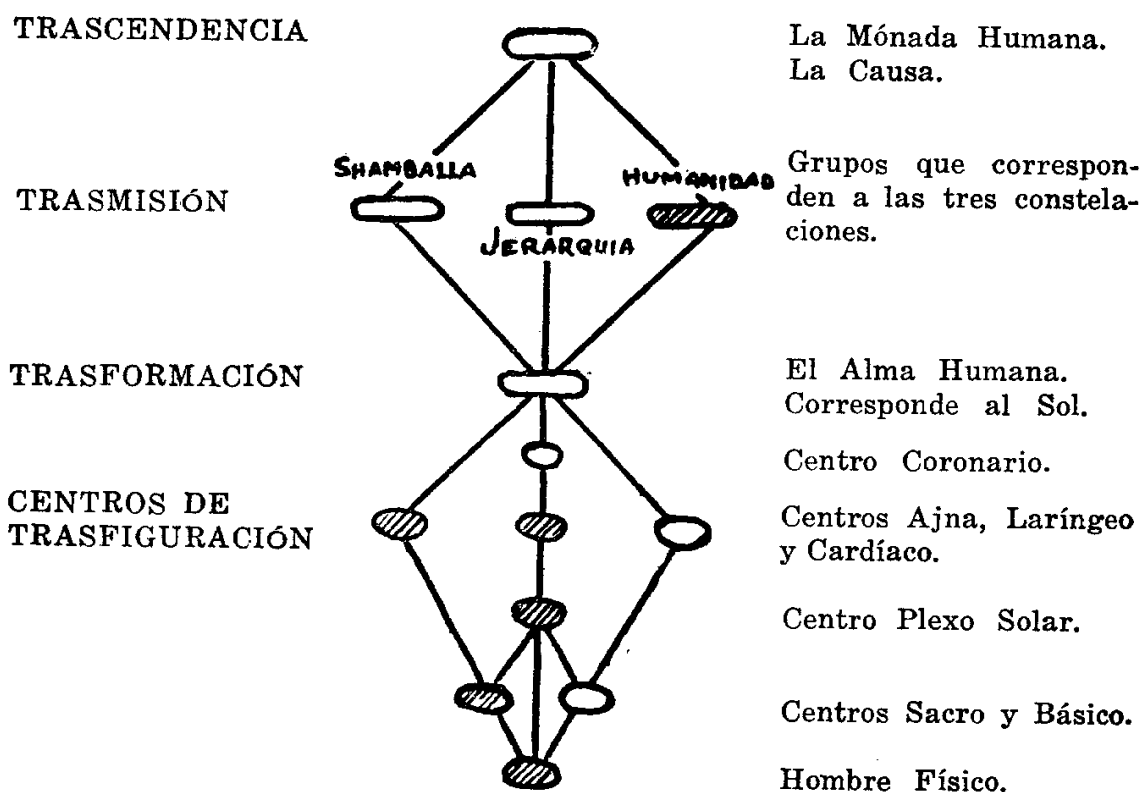 TRASCENDENCIA
La Mónada Humana.
La Causa.
SHAMBALLA
HUMANIDAD
JERARQUIA
TRASMISIÓN
Grupos que correspon-
den a las tres constela-
ciones.
TRASFORMACIÓN
El Alma Humana.
Corresponde al Sol.
Centro Coronario.
CENTROS DE
TRASFIGURACIÓN
Centros Ajna, Laríngeo
y Cardíaco.
Centro Plexo Solar.
Centros Sacro y Básico.
Hombre Físico.